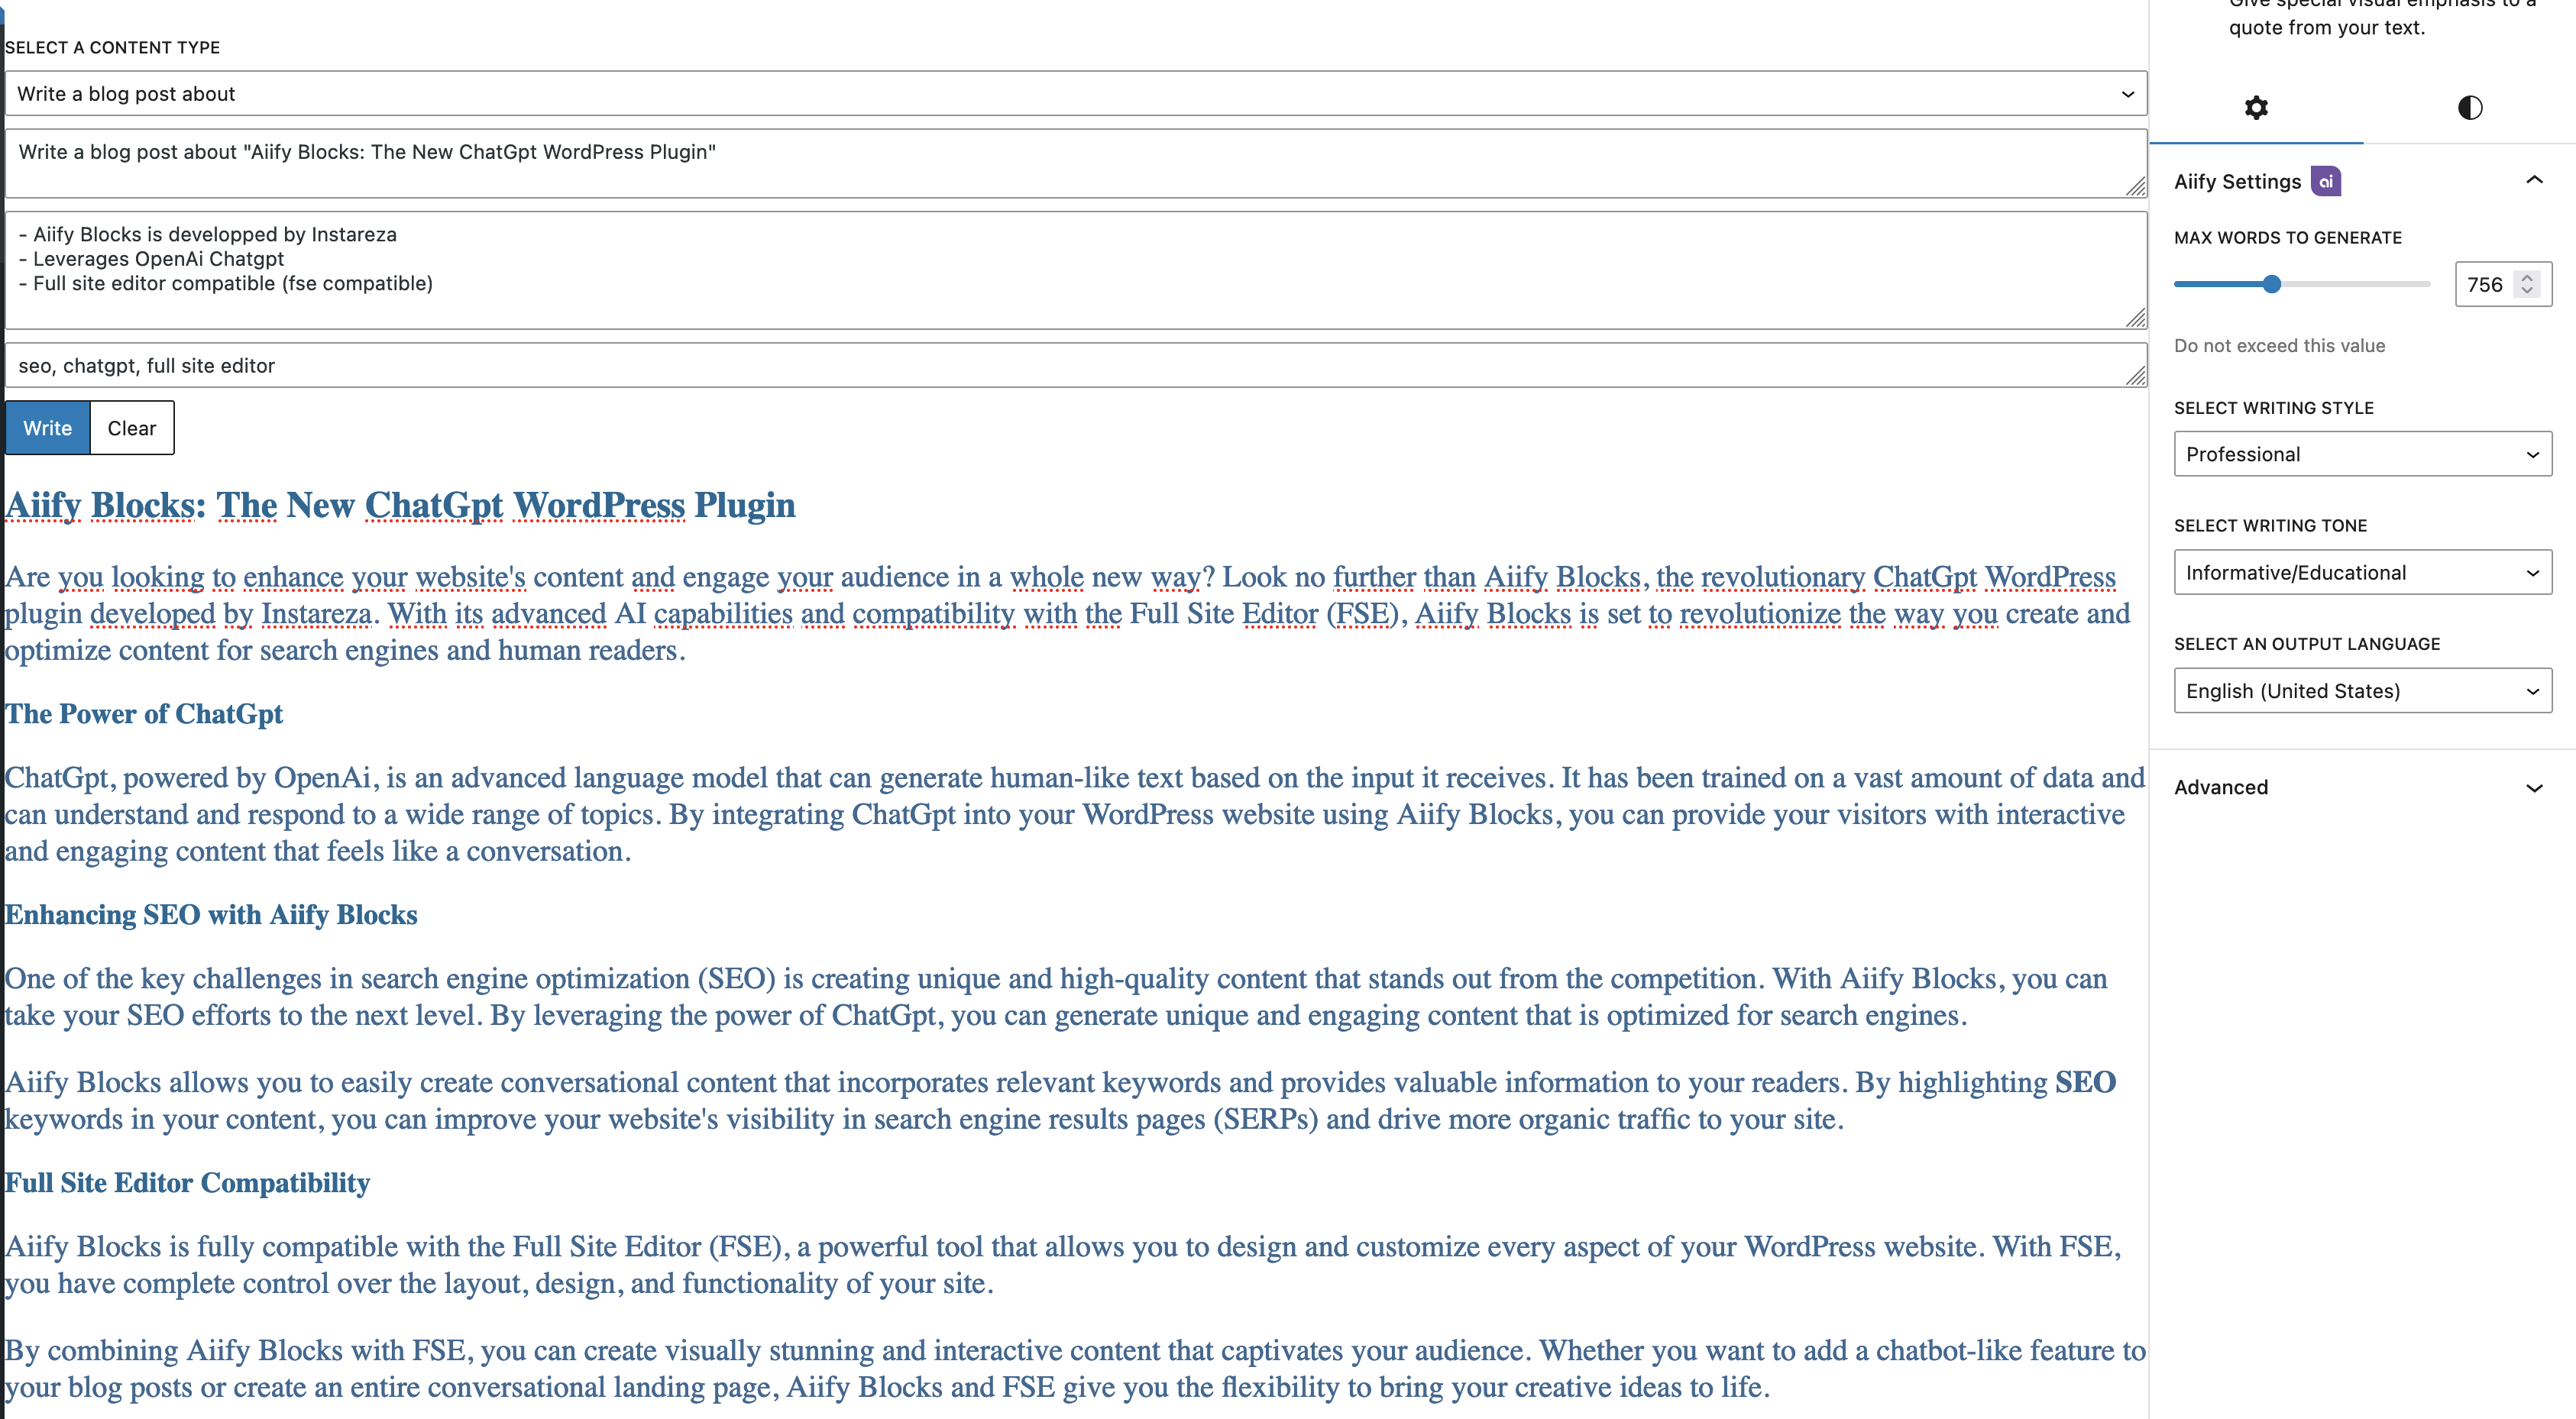 SELECT A CONTENT TYPE
Write a blog post about
Write a blog post about "Aiify Blocks: The New ChatGpt WordPress Plugin"
- Aiify Blocks is developped by Instareza
- Leverages OpenAi Chatgpt
- Full site editor compatible (fse compatible)
seo, chatgpt, full site editor
Write
Clear
Aiify Blocks: The New ChatGpt WordPress Plugin
Are you looking to enhance your website's content and engage your audience in a whole new way? Look no further than Aiify Blocks, the revolutionary ChatGpt WordPress
plugin developed by Instareza. With its advanced AI capabilities and compatibility with the Full Site Editor (FSE), Aiify Blocks is set to revolutionize the way you create and
optimize content for search engines and human readers.
The Power of ChatGpt
ChatGpt, powered by OpenAi, is an advanced language model that can generate human-like text based on the input it receives. It has been trained on a vast amount of data and
can understand and respond to a wide range of topics. By integrating ChatGpt into your WordPress website using Aiify Blocks, you can provide your visitors with interactive
and engaging content that feels like a conversation.
Enhancing SEO with Aiify Blocks
One of the key challenges in search engine optimization (SEO) is creating unique and high-quality content that stands out from the competition. With Aiify Blocks, you can
take your SEO efforts to the next level. By leveraging the power of ChatGpt, you can generate unique and engaging content that is optimized for search engines.
Aiify Blocks allows you to easily create conversational content that incorporates relevant keywords and provides valuable information to your readers. By highlighting SEO
keywords in your content, you can improve your website's visibility in search engine results pages (SERPs) and drive more organic traffic to your site.
Full Site Editor Compatibility
Aiify Blocks is fully compatible with the Full Site Editor (FSE), a powerful tool that allows you to design and customize every aspect of your WordPress website. With FSE,
you have complete control over the layout, design, and functionality of your site.
By combining Aiify Blocks with FSE, you can create visually stunning and interactive content that captivates your audience. Whether you want to add a chatbot-like feature to
your blog posts or create an entire conversational landing page, Aiify Blocks and FSE give you the flexibility to bring your creative ideas to life.
Give special visual emphasis to a
quote from your text.
Aiify Settings ai
MAX WORDS TO GENERATE
756
Do not exceed this value
SELECT WRITING STYLE
Professional
SELECT WRITING TONE
Informative/Educational
SELECT AN OUTPUT LANGUAGE
English (United States)
Advanced